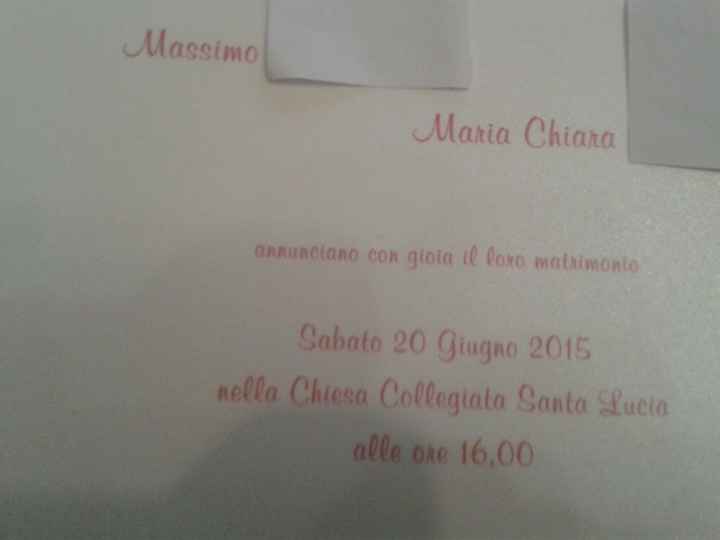 Massimo
Maria Chiara
annunciano con gioia il loro matrimonio
Sabato 20 Giugno 2015
nella Chiesa Collegiata Santa Lucia
alle ore 16,00